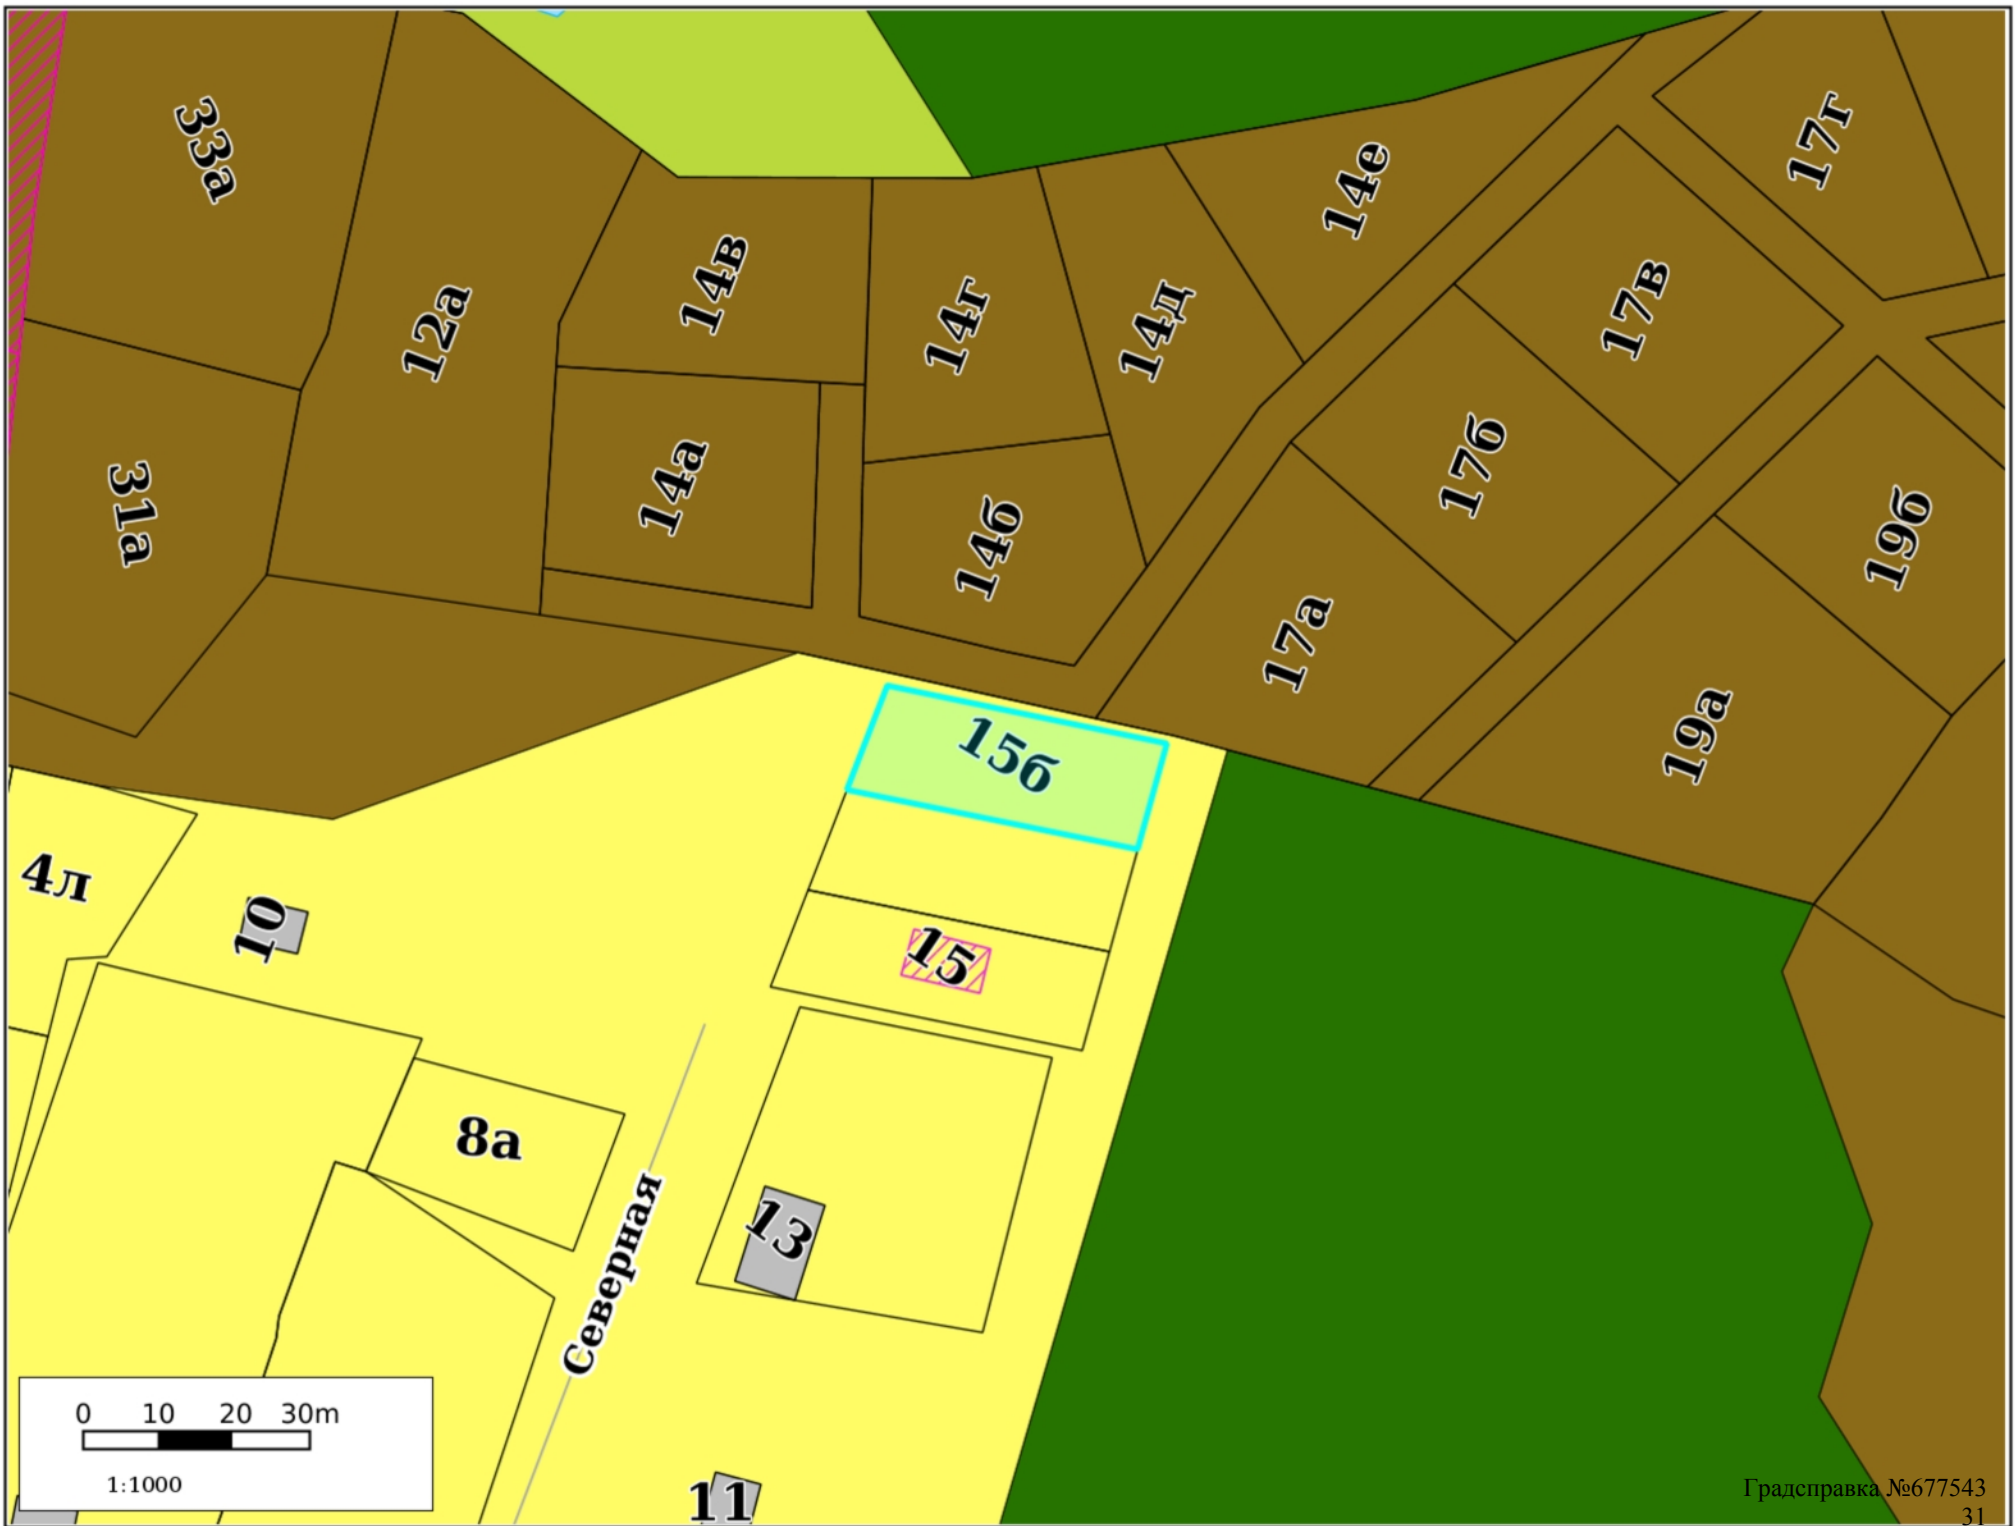 33а
17г
14е
14в
12а
14г
14д
17в
31а
14а
14б
17б
19б
17а
15б
19а
4л
10
15
8а
13
Северная
0 10 20 30m
1:1000
11
Градсправка №677543
31